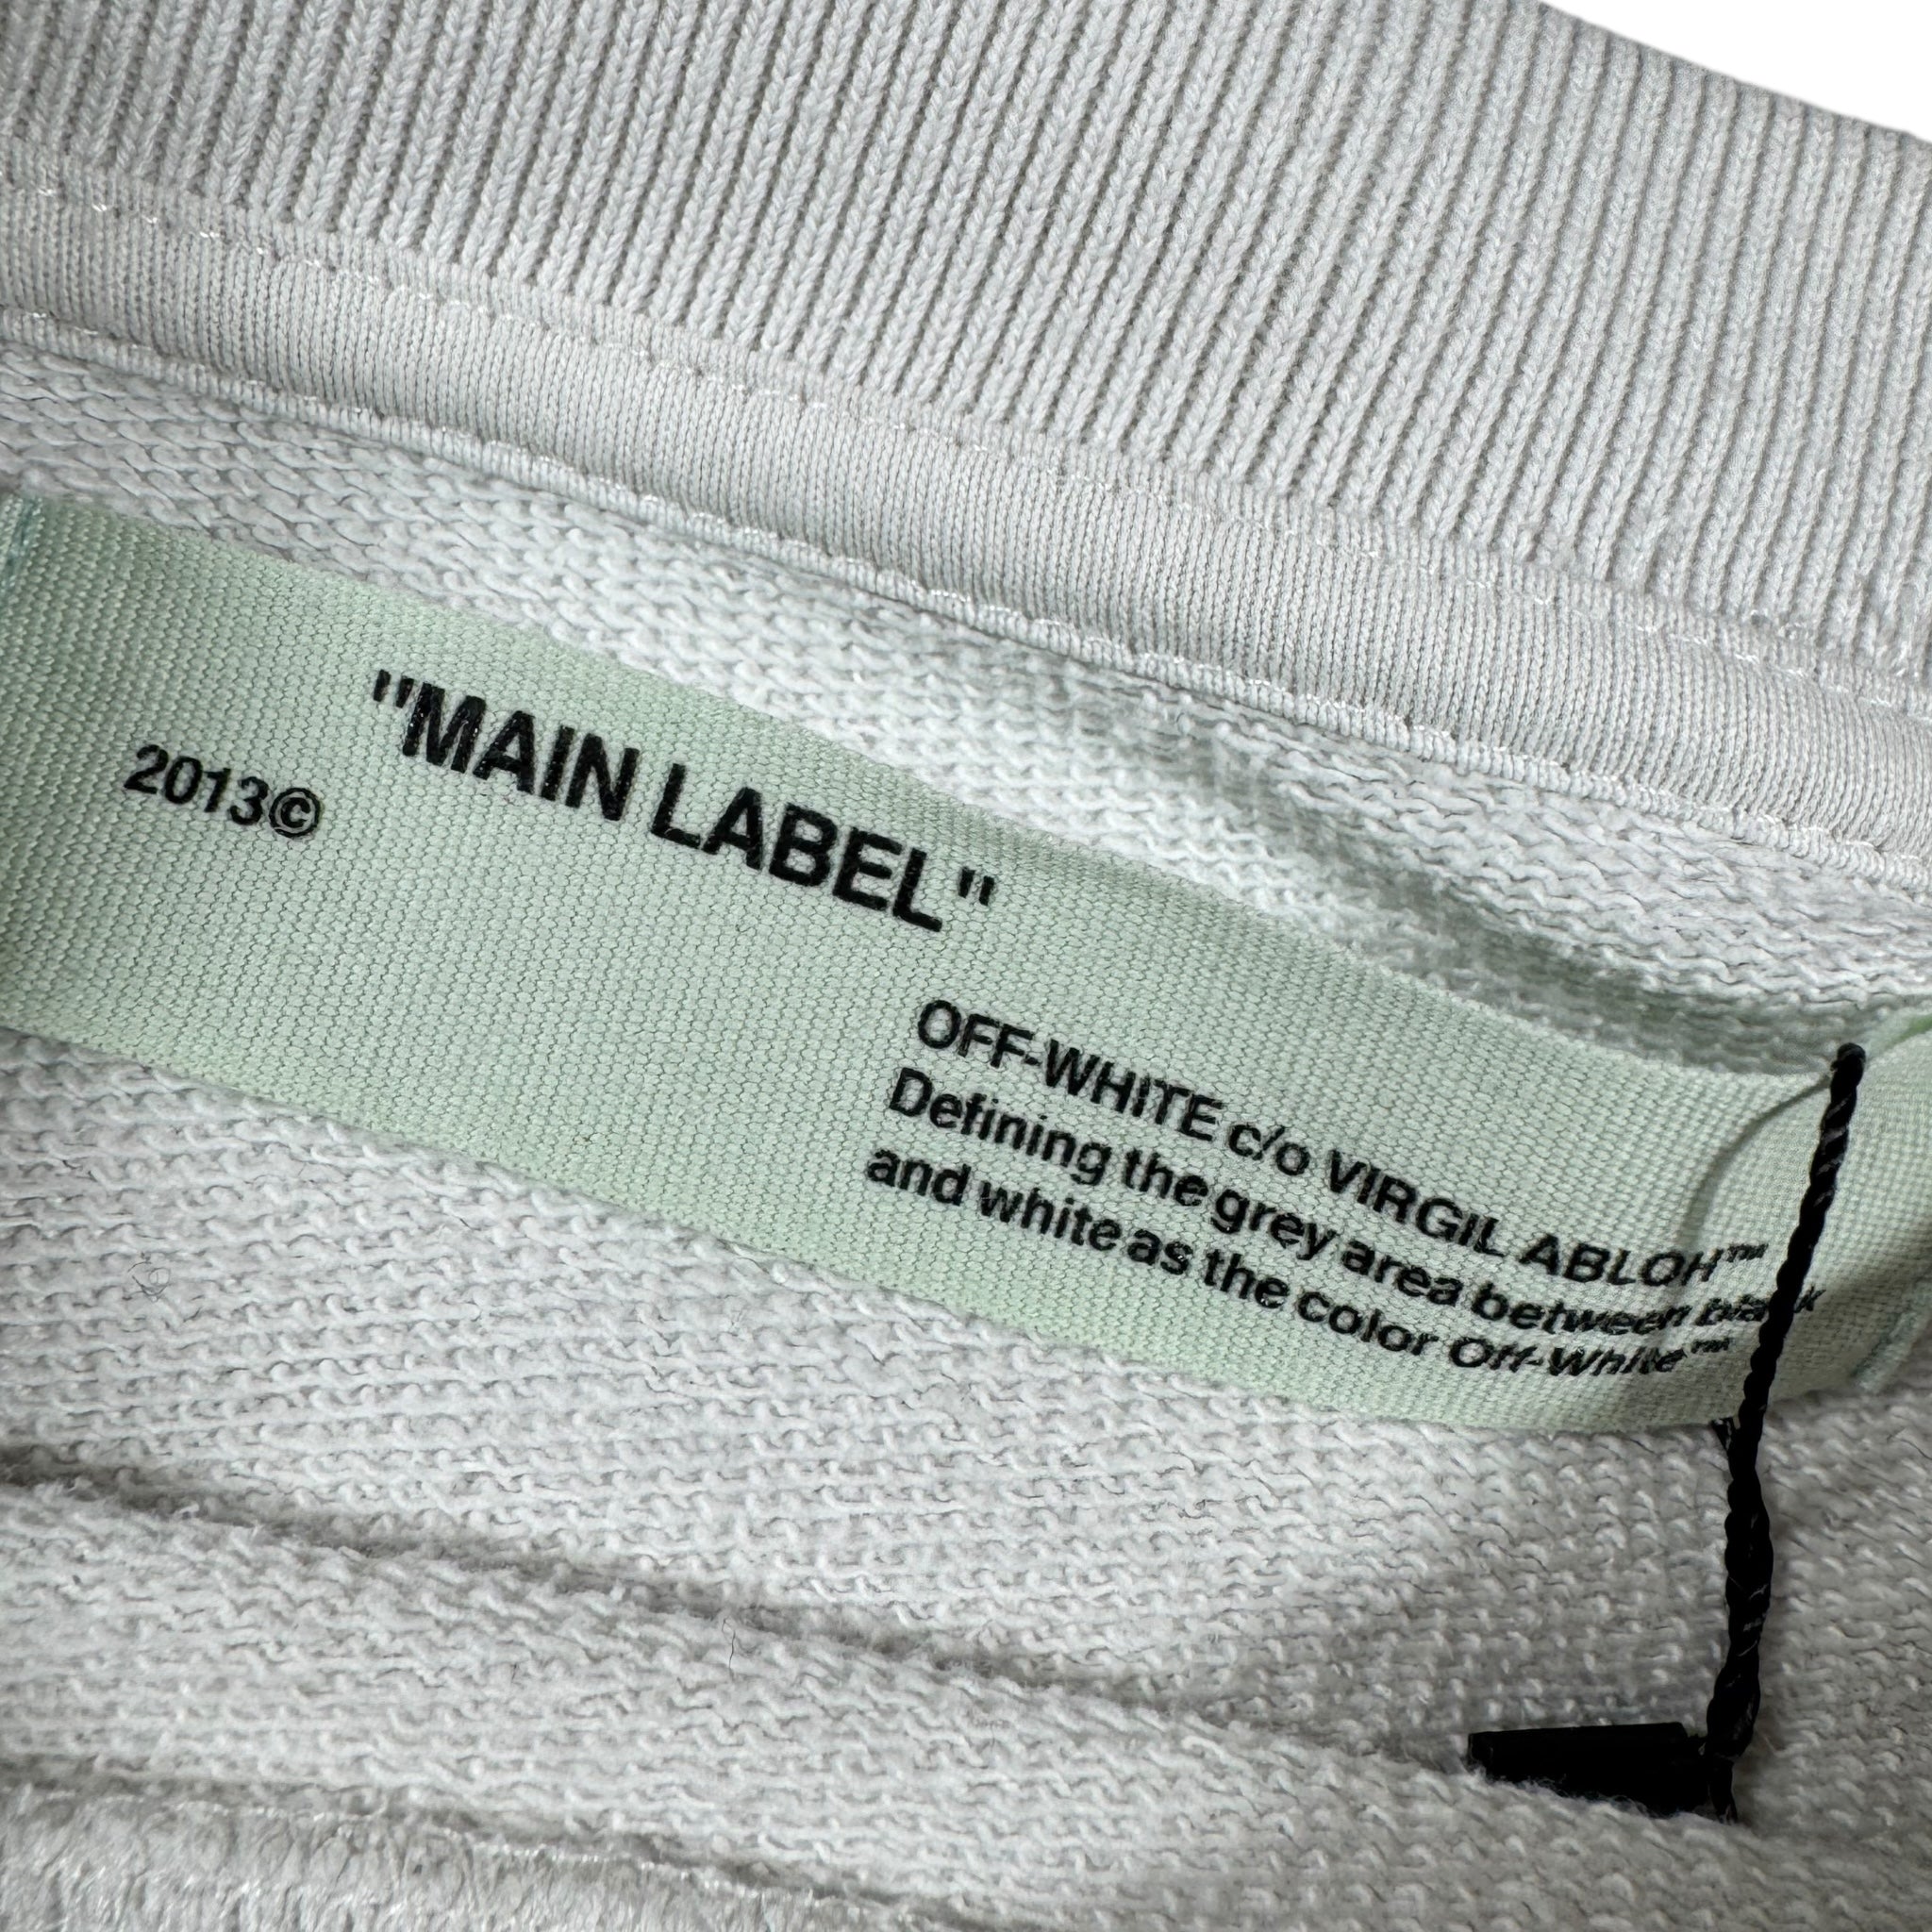 "MAIN LABEL"
2013©
OFF-WHITE c/o VIRGIL ABLOH™
Defining the grey area between black
and white as the color Off-White™